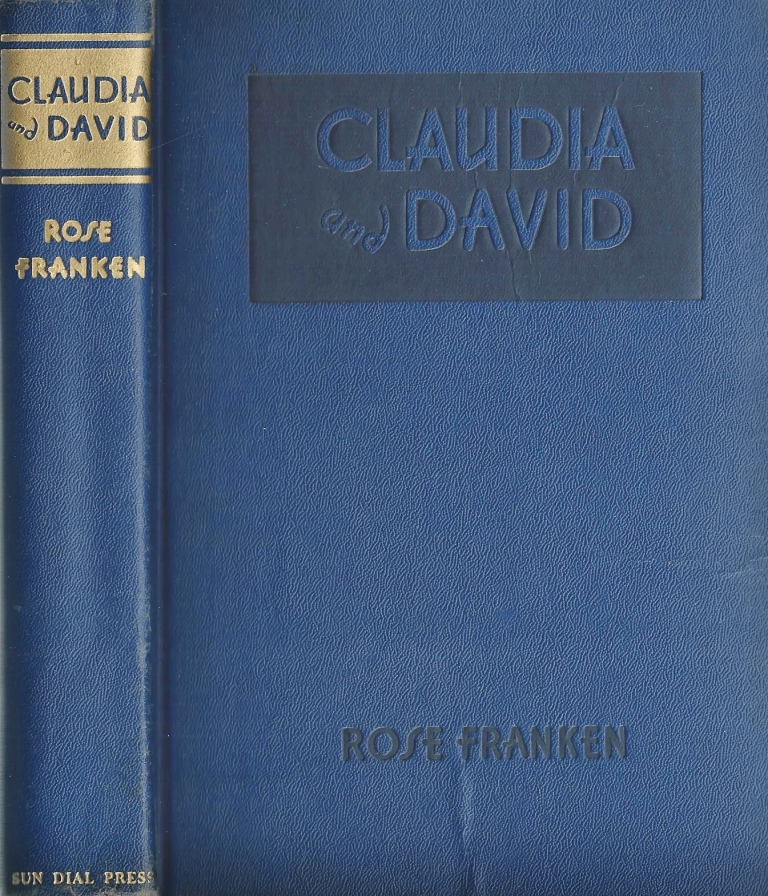 CLAUDIA
and DAVID
ROSE
FRANKEN
SUN DIAL PRESS
CLAUDIA
and DAVID
ROSE FRANKEN